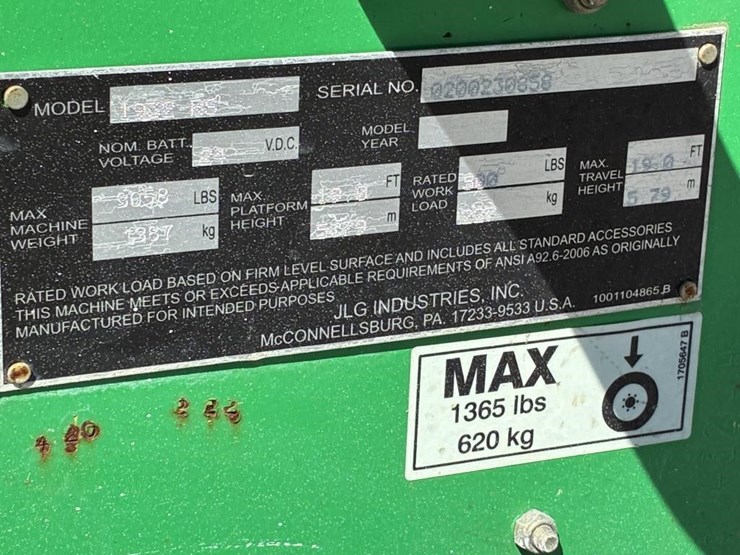 MODEL
SERIAL NO. 0200230858
NOM. BATT. VOLTAGE V.D.C.
MODEL YEAR
MAX MACHINE WEIGHT LBS kg
MAX. PLATFORM HEIGHT FT m
RATED WORK LOAD LBS kg
MAX. TRAVEL HEIGHT 19.0 FT 5.79 m
RATED WORK LOAD BASED ON FIRM LEVEL SURFACE AND INCLUDES ALL STANDARD ACCESSORIES
THIS MACHINE MEETS OR EXCEEDS APPLICABLE REQUIREMENTS OF ANSI A92.6-2006 AS ORIGINALLY
MANUFACTURED FOR INTENDED PURPOSES
JLG INDUSTRIES, INC.
McCONNELLSBURG, PA. 17233-9533 U.S.A.
1001104865 B
MAX
1365 lbs
620 kg
1705647 B